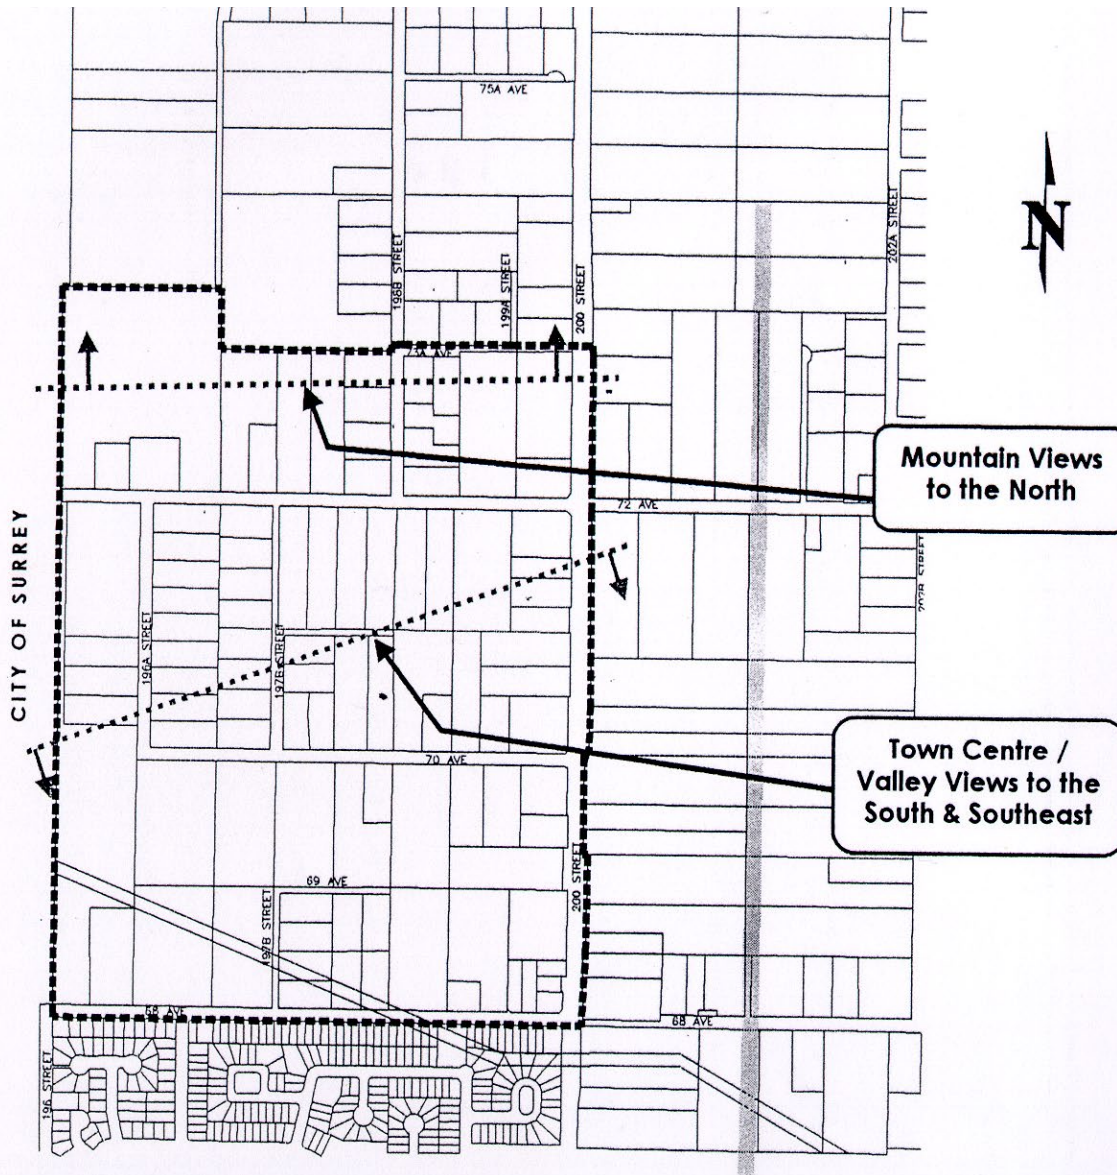 75A AVE
202A STREET
N
198B STREET
199A STREET
200 STREET
73A AVE
Mountain Views
to the North
72 AVE
CITY OF SURREY
202B STREET
196A STREET
197B STREET
Town Centre /
Valley Views to the
South & Southeast
70 AVE
69 AVE
200 STREET
197B STREET
68 AVE
68 AVE
196 STREET